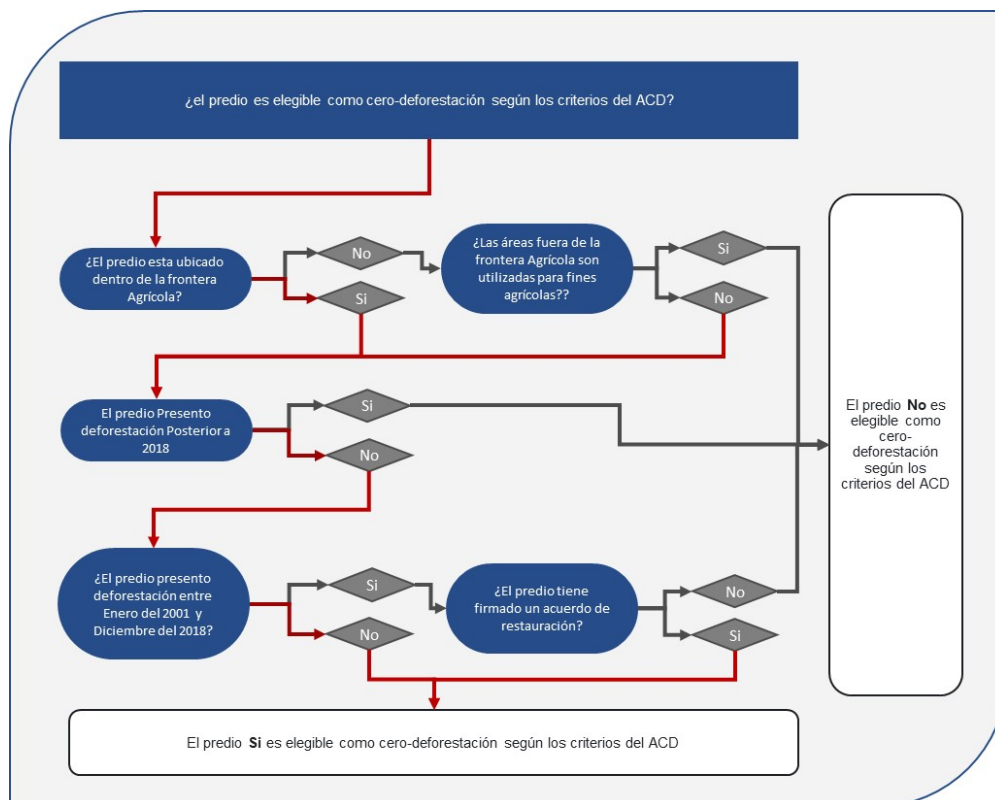 ¿el predio es elegible como cero-deforestación según los criterios del ACD?
¿El predio esta ubicado
dentro de la frontera
Agrícola?
No
Si
¿Las áreas fuera de la
frontera Agrícola son
utilizadas para fines
agrícolas??
Si
No
El predio Presento
deforestación Posterior a
2018
Si
No
El predio No es
elegible como
cero-
deforestación
según los
criterios del ACD
¿El predio presento
deforestación entre
Enero del 2001 y
Diciembre del 2018?
Si
No
¿El predio tiene
firmado un acuerdo de
restauración?
No
Si
El predio Si es elegible como cero-deforestación según los criterios del ACD